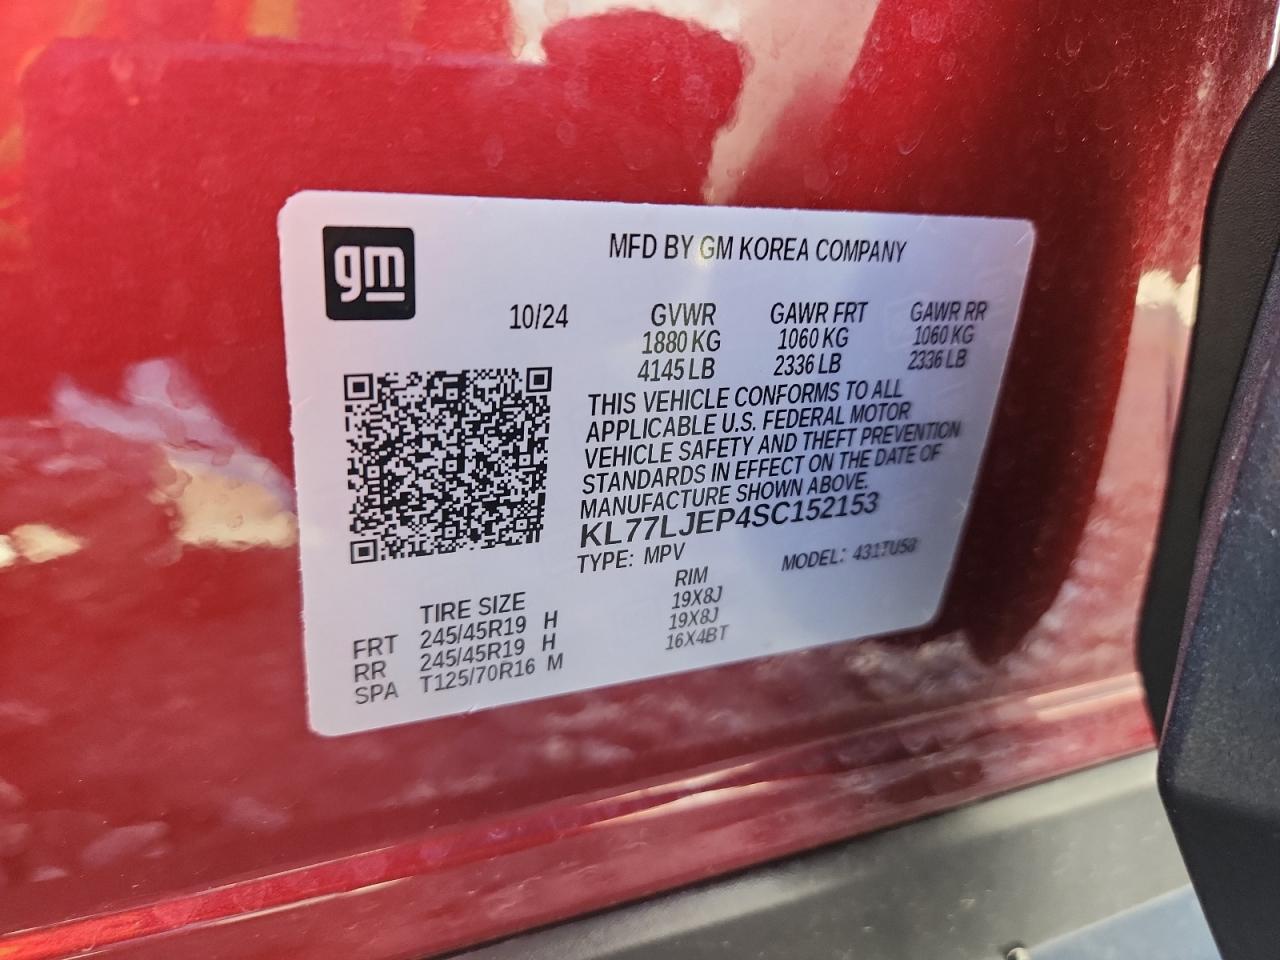 gm
MFD BY GM KOREA COMPANY
10/24 GVWR GAWR FRT GAWR RR
1880 KG 1060 KG 1060 KG
4145 LB 2336 LB 2336 LB
THIS VEHICLE CONFORMS TO ALL
APPLICABLE U.S. FEDERAL MOTOR
VEHICLE SAFETY AND THEFT PREVENTION
STANDARDS IN EFFECT ON THE DATE OF
MANUFACTURE SHOWN ABOVE.
KL77LJEP4SC152153
TYPE: MPV MODEL: 431TU58
TIRE SIZE RIM
FRT 245/45R19 H 19X8J
RR 245/45R19 H 19X8J
SPA T125/70R16 M 16X4BT